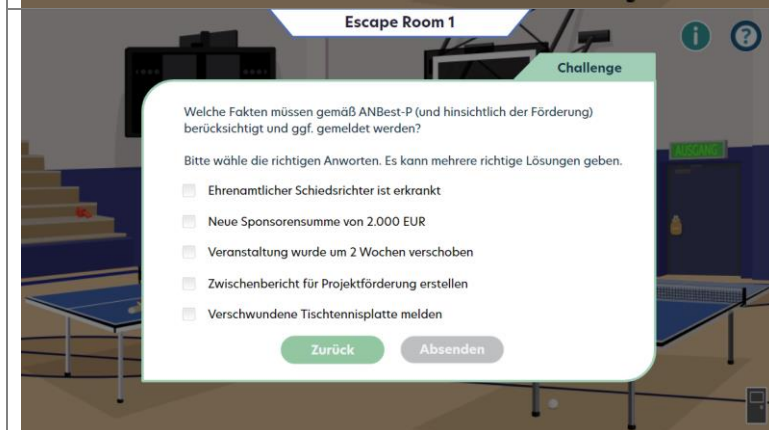 Escape Room 1
i
?
Challenge
Welche Fakten müssen gemäß ANBest-P (und hinsichtlich der Förderung)
berücksichtigt und ggf. gemeldet werden?
Bitte wähle die richtigen Anworten. Es kann mehrere richtige Lösungen geben.
AUSGANG
Ehrenamtlicher Schiedsrichter ist erkrankt
Neue Sponsorensumme von 2.000 EUR
Veranstaltung wurde um 2 Wochen verschoben
Zwischenbericht für Projektförderung erstellen
Verschwundene Tischtennisplatte melden
Zurück
Absenden